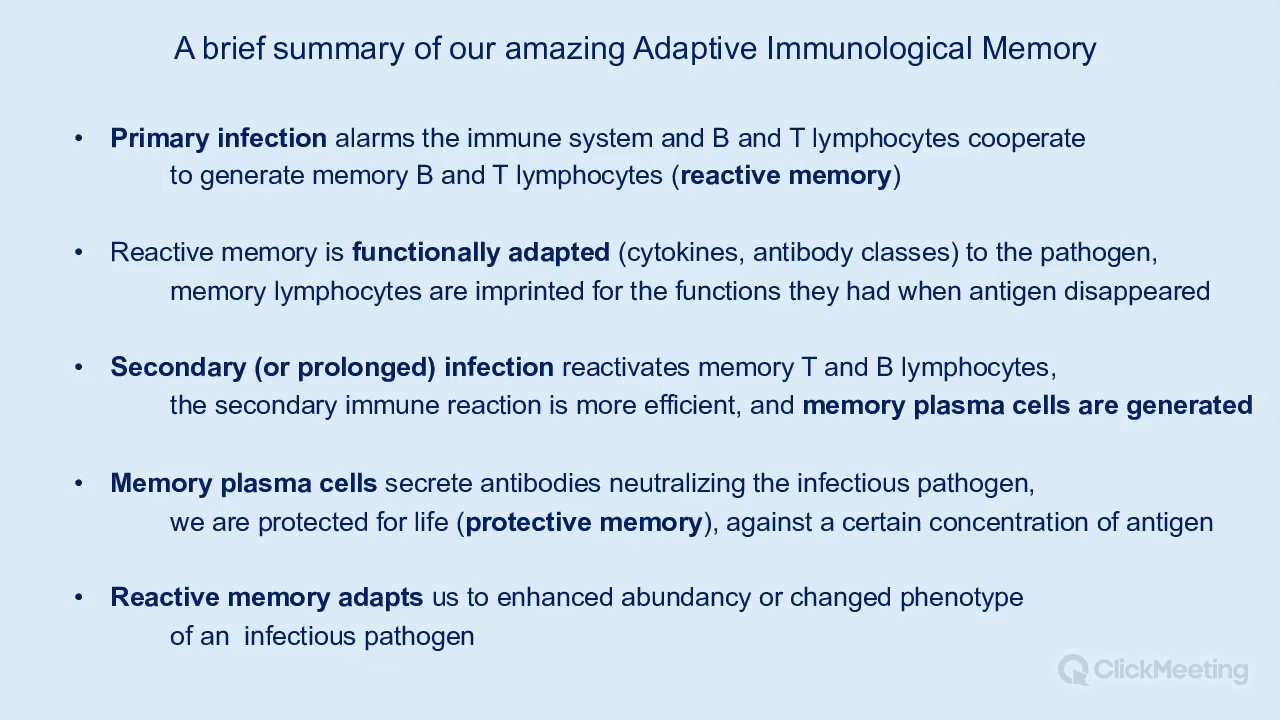 A brief summary of our amazing Adaptive Immunological Memory
• Primary infection alarms the immune system and B and T lymphocytes cooperate
to generate memory B and T lymphocytes (reactive memory)
• Reactive memory is functionally adapted (cytokines, antibody classes) to the pathogen,
memory lymphocytes are imprinted for the functions they had when antigen disappeared
• Secondary (or prolonged) infection reactivates memory T and B lymphocytes,
the secondary immune reaction is more efficient, and memory plasma cells are generated
• Memory plasma cells secrete antibodies neutralizing the infectious pathogen,
we are protected for life (protective memory), against a certain concentration of antigen
• Reactive memory adapts us to enhanced abundancy or changed phenotype
of an infectious pathogen
ClickMeeting